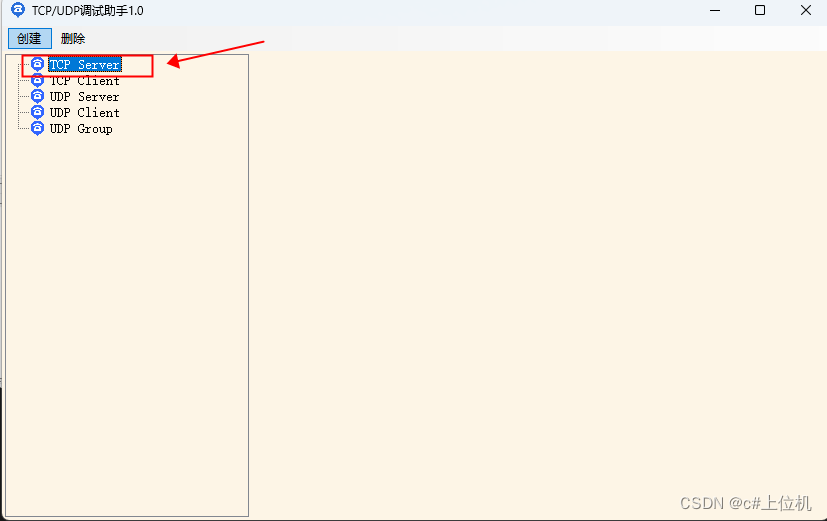 TCP/UDP调试助手1.0
创建 删除
TCP Server
TCP Client
UDP Server
UDP Client
UDP Group
CSDN @c#上位机